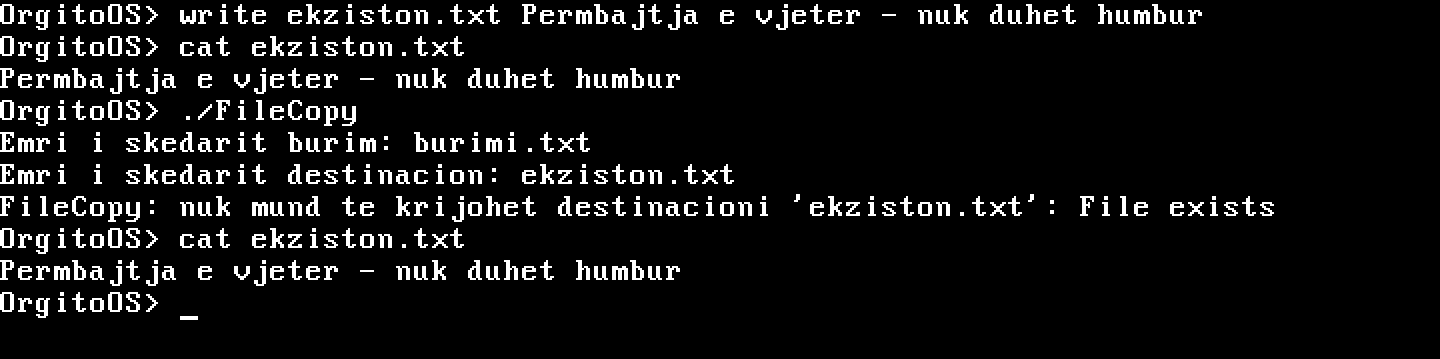 OrgitoOS> write ekziston.txt Permbajtja e vjeter - nuk duhet humbur
OrgitoOS> cat ekziston.txt
Permbajtja e vjeter - nuk duhet humbur
OrgitoOS> ./FileCopy
Emri i skedarit burim: burimi.txt
Emri i skedarit destinacion: ekziston.txt
FileCopy: nuk mund te krijohet destinacioni 'ekziston.txt': File exists
OrgitoOS> cat ekziston.txt
Permbajtja e vjeter - nuk duhet humbur
OrgitoOS> _